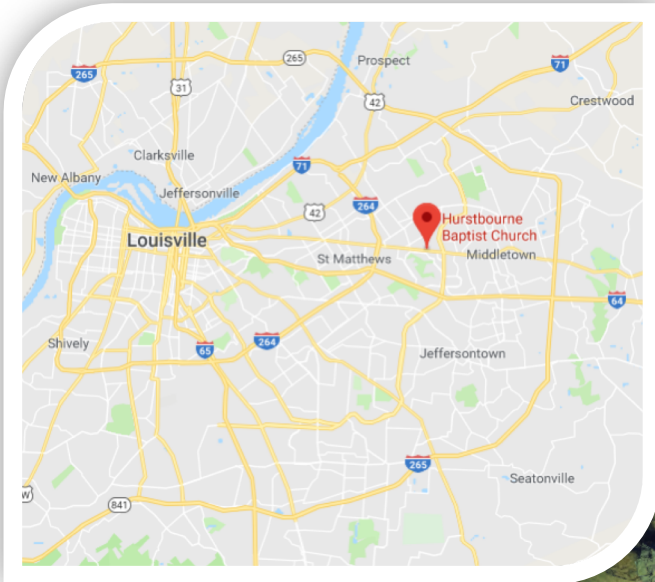 265
Prospect
71
265
31
42
Crestwood
Clarksville
71
New Albany
Jeffersonville
264
42
Hurstbourne
Baptist Church
Louisville
St Matthews
Middletown
64
Shively
264
65
Jeffersontown
265
Seatonville
W
841